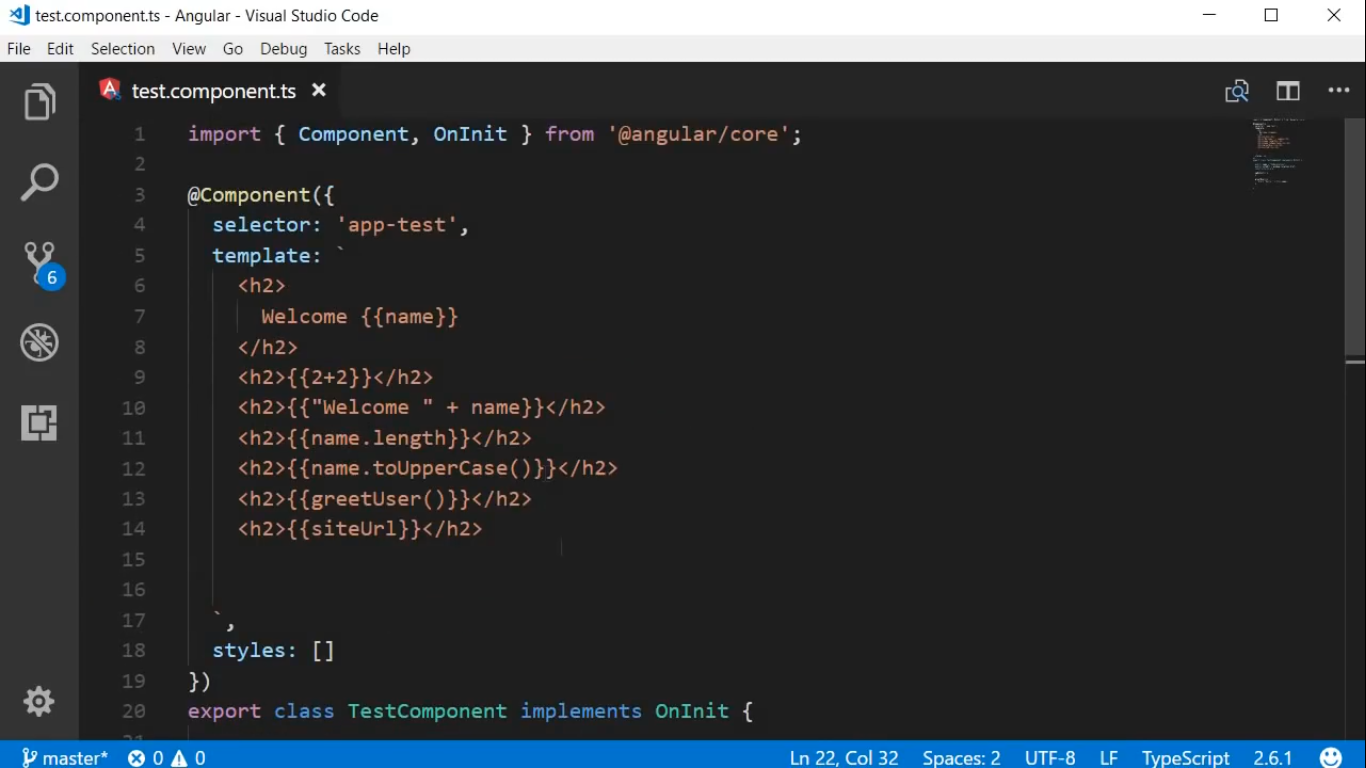 test.component.ts - Angular - Visual Studio Code
File Edit Selection View Go Debug Tasks Help
test.component.ts
1 import { Component, OnInit } from '@angular/core';
2
3 @Component({
4 selector: 'app-test',
5 template: `
6 <h2>
7 Welcome {{name}}
8 </h2>
9 <h2>{{2+2}}</h2>
10 <h2>{{"Welcome " + name}}</h2>
11 <h2>{{name.length}}</h2>
12 <h2>{{name.toUpperCase()}}</h2>
13 <h2>{{greetUser()}}</h2>
14 <h2>{{siteUrl}}</h2>
15
16
17 `,
18 styles: []
19 })
20 export class TestComponent implements OnInit {
6
master* 0 0 Ln 22, Col 32 Spaces: 2 UTF-8 LF TypeScript 2.6.1